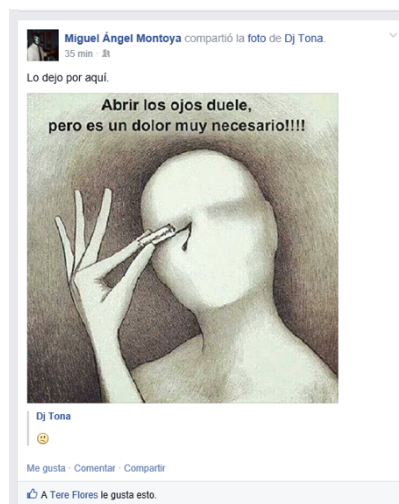 Miguel Ángel Montoya compartió la foto de Dj Tona.
35 min ·
Lo dejo por aquí.
Abrir los ojos duele,
pero es un dolor muy necesario!!!!
Dj Tona
Me gusta · Comentar · Compartir
A Tere Flores le gusta esto.